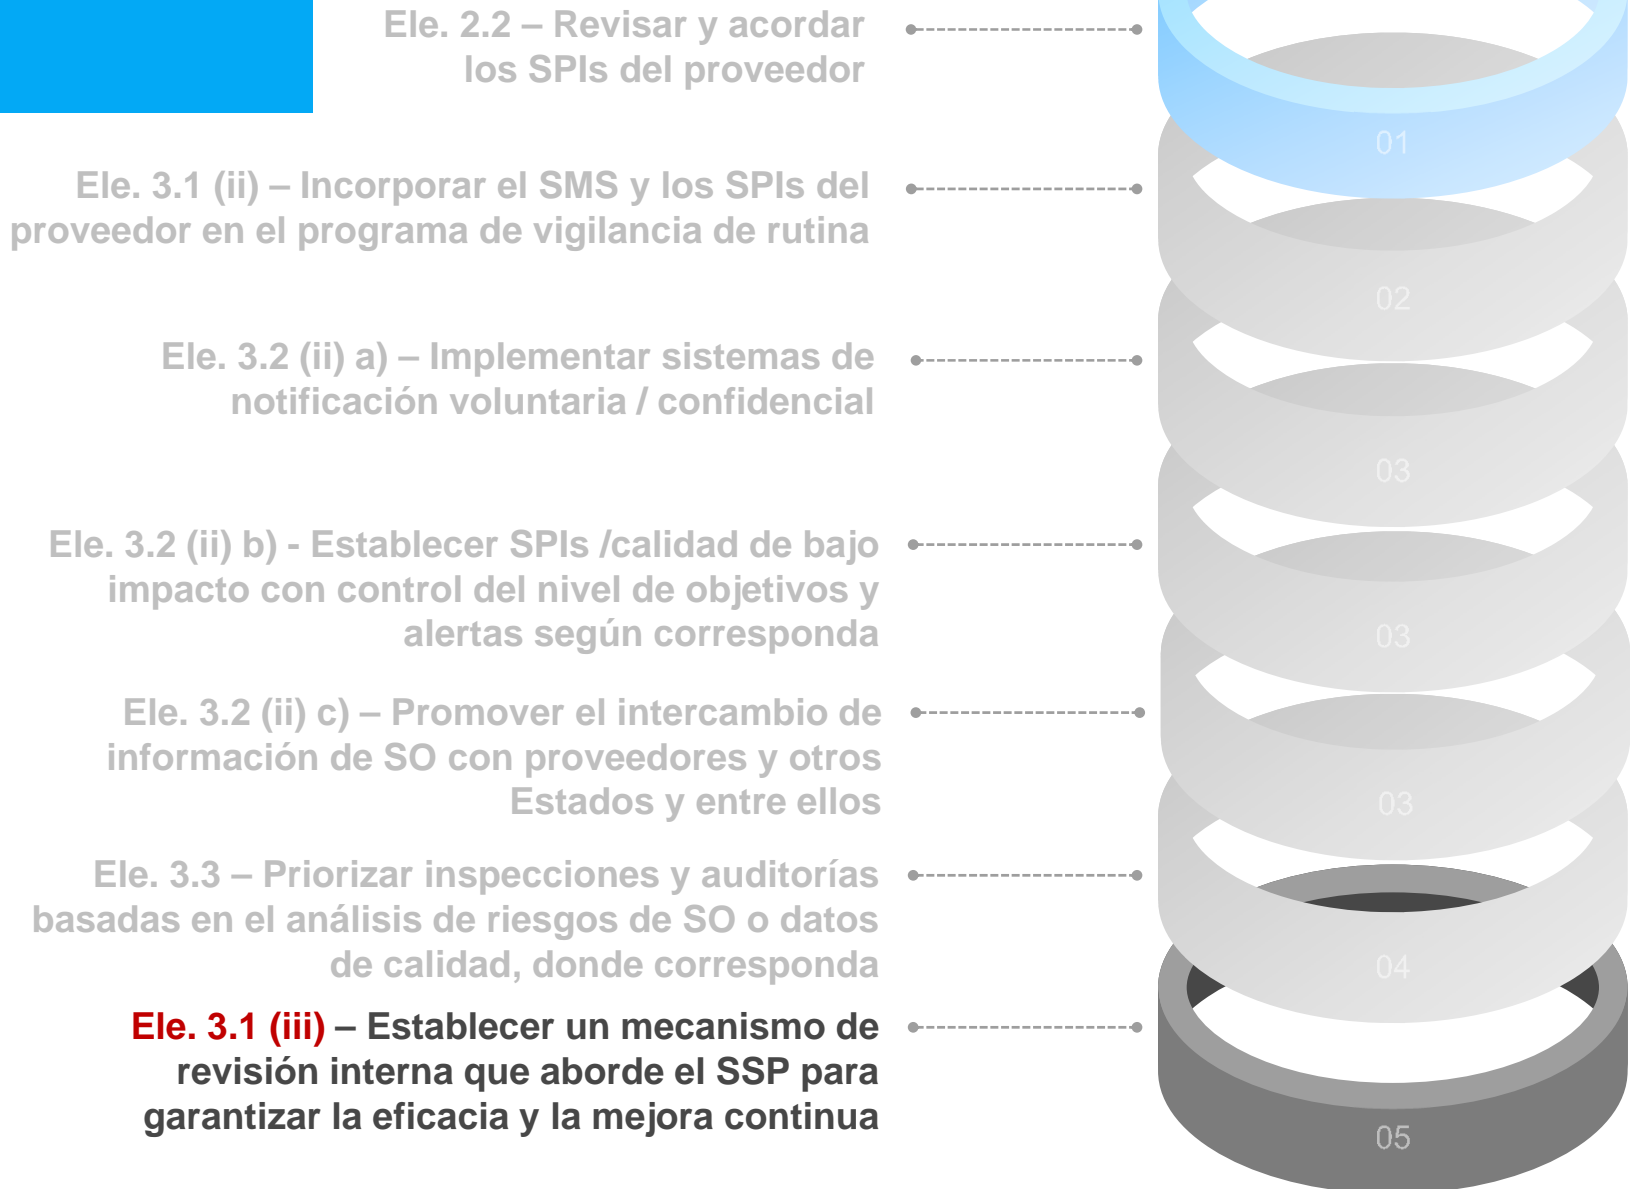 Ele. 2.2 – Revisar y acordar
los SPIs del proveedor
01
Ele. 3.1 (ii) – Incorporar el SMS y los SPIs del
proveedor en el programa de vigilancia de rutina
02
Ele. 3.2 (ii) a) – Implementar sistemas de
notificación voluntaria / confidencial
03
Ele. 3.2 (ii) b) - Establecer SPIs /calidad de bajo
impacto con control del nivel de objetivos y
alertas según corresponda
03
Ele. 3.2 (ii) c) – Promover el intercambio de
información de SO con proveedores y otros
Estados y entre ellos
03
Ele. 3.3 – Priorizar inspecciones y auditorías
basadas en el análisis de riesgos de SO o datos
de calidad, donde corresponda
04
Ele. 3.1 (iii) – Establecer un mecanismo de
revisión interna que aborde el SSP para
garantizar la eficacia y la mejora continua
05